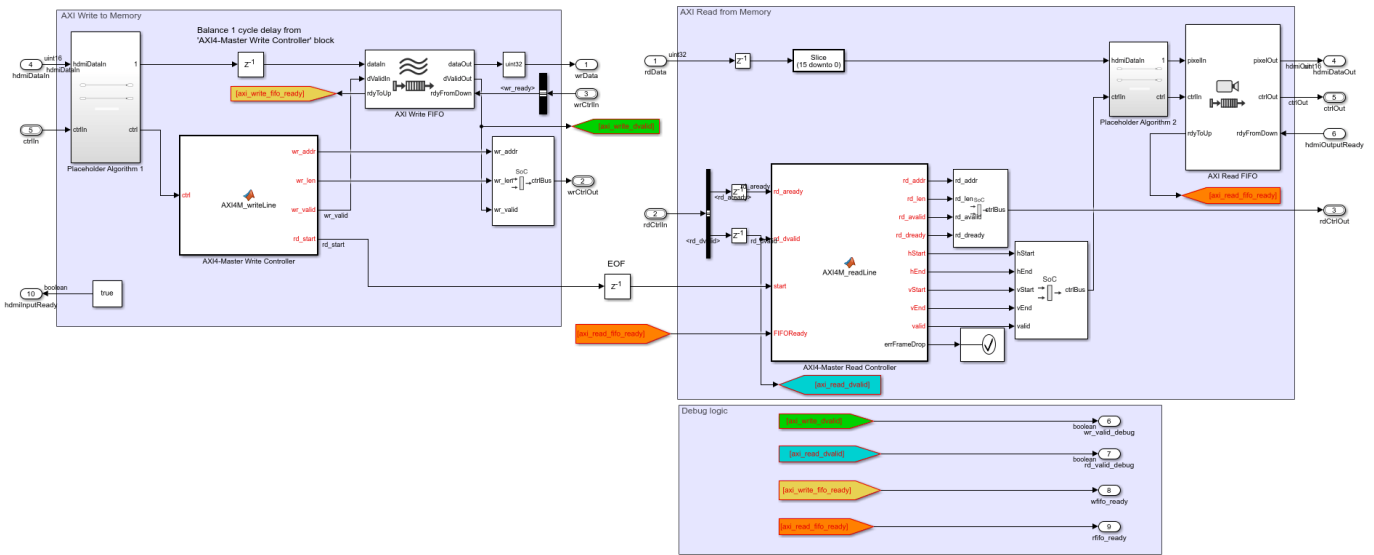 AXI Write to Memory
Balance 1 cycle delay from
'AXI4-Master Write Controller' block
4
uint16
hdmiDataIn
hdmiDataIn
hdmiDataIn
1
ctrlIn
ctrl
5
ctrlIn
Placeholder Algorithm 1
z-1
dataIn
dataOut
dValidIn
dValidOut
rdyToUp
rdyFromDown
AXI Write FIFO
[axi_write_fifo_ready]
uint32
1
wrData
<wr_ready>
3
wrCtrlIn
[axi_write_dvalid]
ctrl
wr_addr
wr_len
wr_valid
wr_valid
rd_start
rd_start
AXI4M_writeLine
AXI4-Master Write Controller
wr_addr
wr_len
wr_valid
SoC
ctrlBus
2
wrCtrlOut
10
boolean
hdmiInputReady
true
EOF
z-1
[axi_read_fifo_ready]
AXI Read from Memory
1
uint32
rdData
z-1
Slice
(15 downto 0)
hdmiDataIn
1
ctrlIn
ctrl
Placeholder Algorithm 2
pixelIn
pixelOut
ctrlIn
ctrlOut
rdyToUp
rdyFromDown
AXI Read FIFO
4
hdmiDataOut
5
ctrlOut
ctrlOut
6
hdmiOutputReady
[axi_read_fifo_ready]
2
rdCtrlIn
z-1
rd_aready
<rd_aready>
z-1
<rd_dvalid>
rd_aready
rd_dvalid
start
FIFOReady
AXI4M_readLine
rd_addr
rd_len
rd_avalid
rd_dready
hStart
hEnd
vStart
vEnd
valid
errFrameDrop
AXI4-Master Read Controller
rd_addr
rd_len
rd_avalid
rd_dready
SoC
ctrlBus
3
rdCtrlOut
hStart
hEnd
vStart
vEnd
valid
SoC
ctrlBus
[axi_read_dvalid]
Debug logic
[axi_write_dvalid]
6
boolean
wr_valid_debug
[axi_read_dvalid]
7
boolean
rd_valid_debug
[axi_write_fifo_ready]
8
wfifo_ready
[axi_read_fifo_ready]
9
rfifo_ready